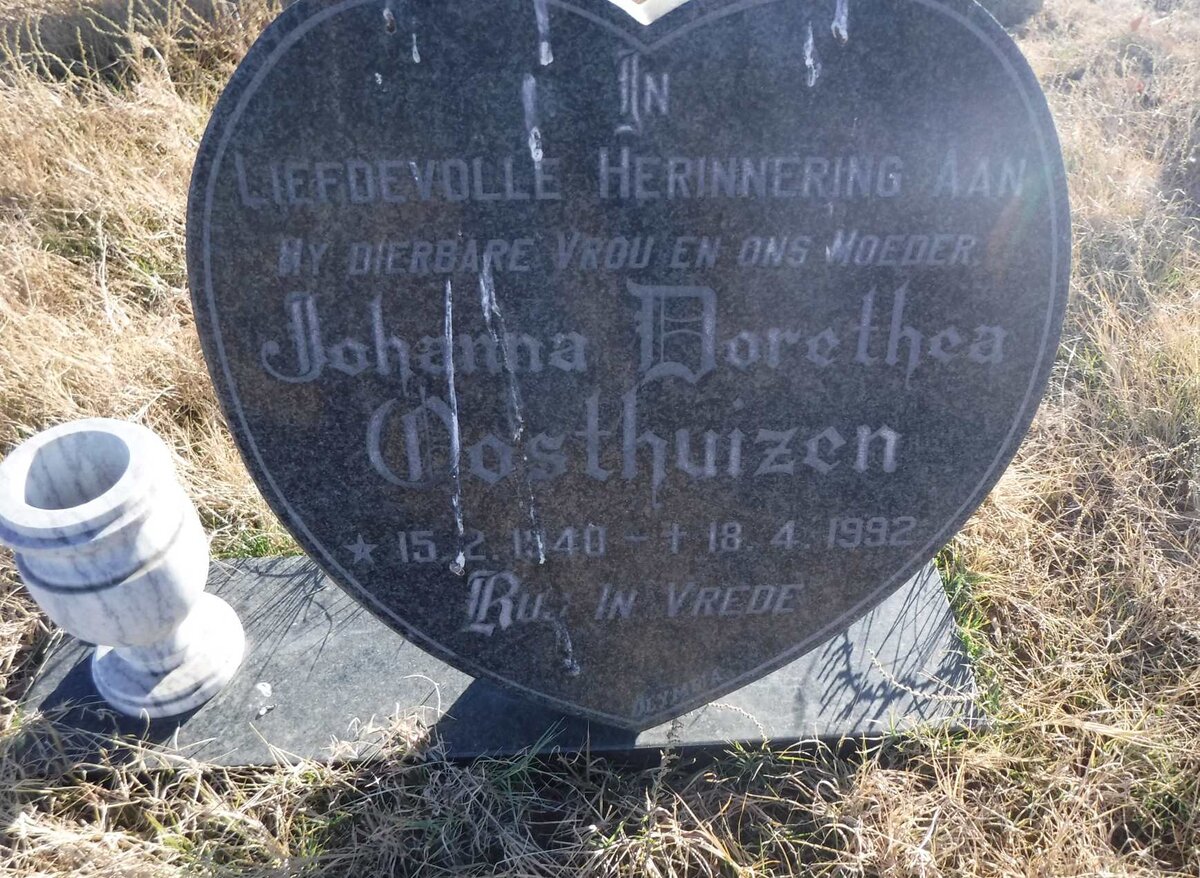 In
Liefdevolle Herinnering Aan
my dierbare Vrou en ons Moeder
Johanna Dorethea
Oosthuizen
★ 15. 2. 1940 – † 18. 4. 1992
Rus in Vrede